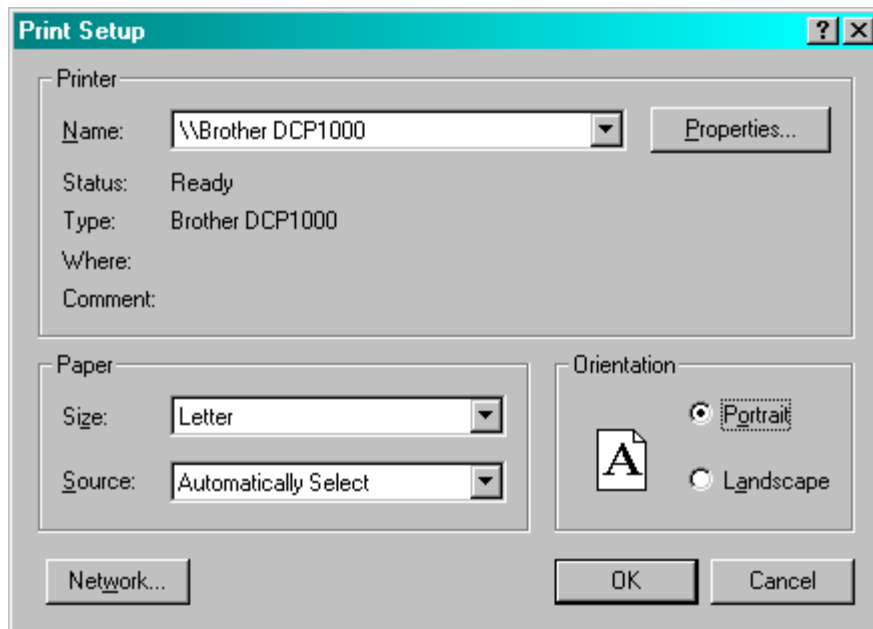 Print Setup
Printer
Name: \\Brother DCP1000 Properties...
Status: Ready
Type: Brother DCP1000
Where:
Comment:
Paper
Size: Letter
Source: Automatically Select
Orientation
A
Portrait
Landscape
Network... OK Cancel